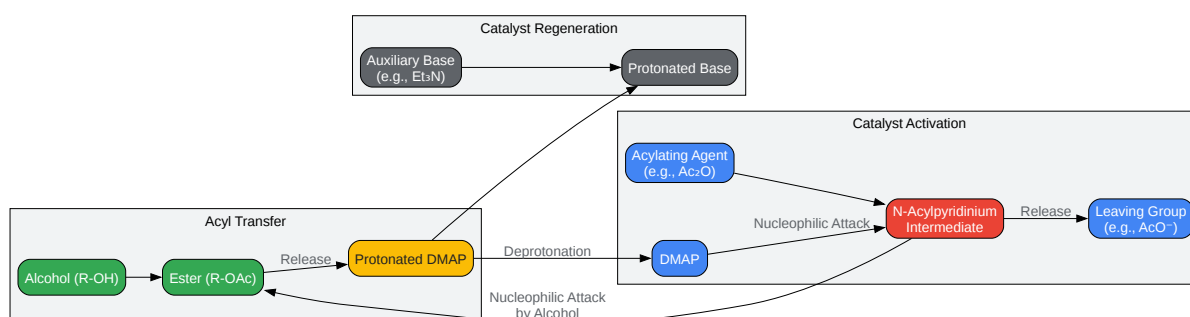 Catalyst Regeneration
Auxiliary Base
(e.g., Et₃N)
Protonated Base
Catalyst Activation
Acylating Agent
(e.g., Ac₂O)
Nucleophilic Attack
N-Acylpyridinium
Intermediate
Release
Leaving Group
(e.g., AcO⁻)
DMAP
Acyl Transfer
Alcohol (R-OH)
Ester (R-OAc)
Release
Protonated DMAP
Deprotonation
Nucleophilic Attack
by Alcohol